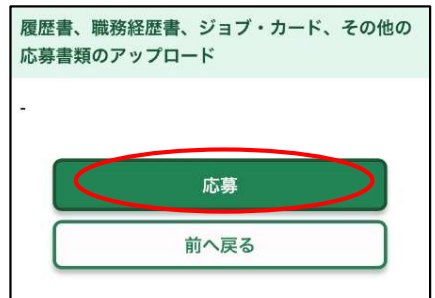 履歴書、職務経歴書、ジョブ・カード、その他の
応募書類のアップロード
-
応募
前へ戻る